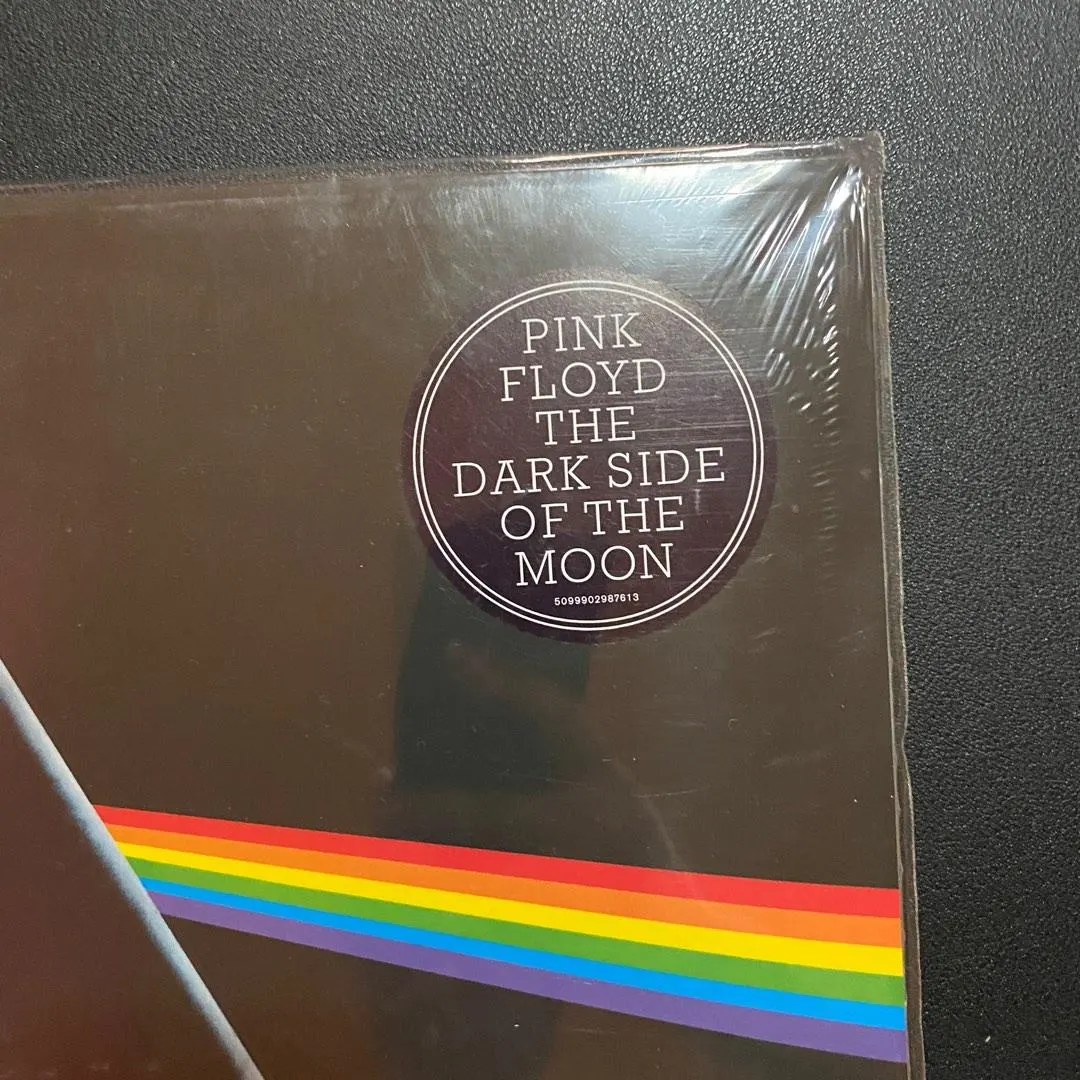 PINK
FLOYD
THE
DARK SIDE
OF THE
MOON
5099902987613